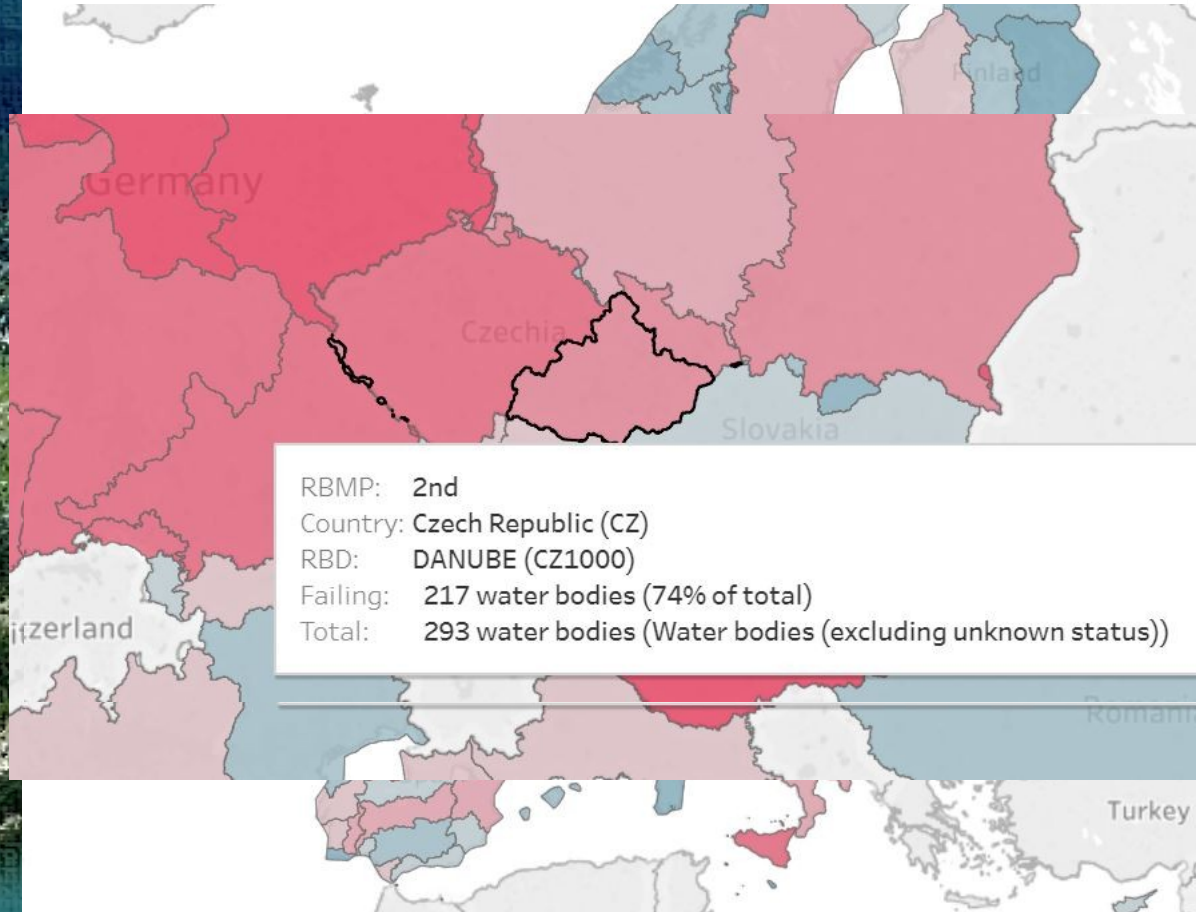 Finland
Germany
Czechia
Slovakia
RBMP: 2nd
Country: Czech Republic (CZ)
RBD: DANUBE (CZ1000)
Failing: 217 water bodies (74% of total)
Total: 293 water bodies (Water bodies (excluding unknown status))
itzerland
Romani
Turkey